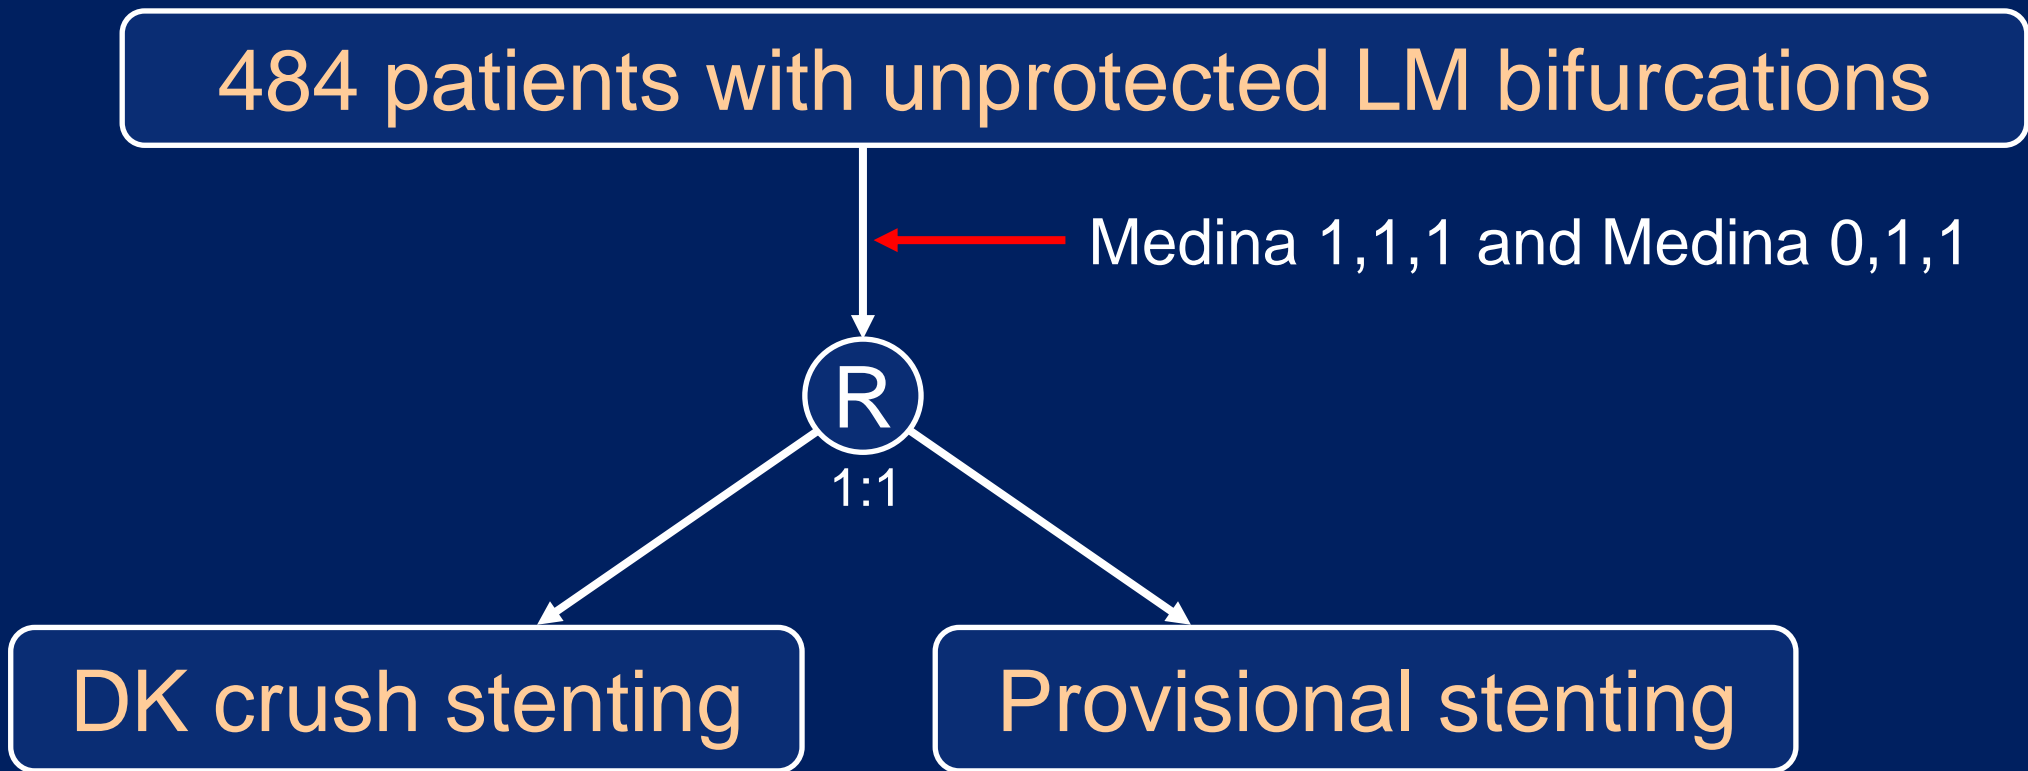 484 patients with unprotected LM bifurcations
Medina 1,1,1 and Medina 0,1,1
R
1:1
DK crush stenting
Provisional stenting